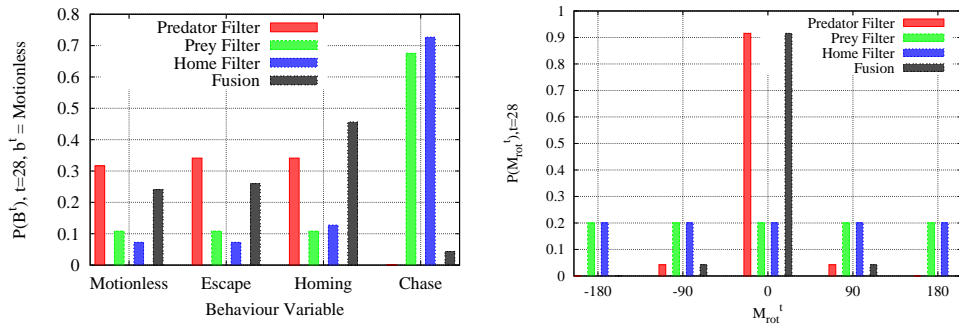 P(B^t), t=28, b^t = Motionless
0.8
0.7
0.6
0.5
0.4
0.3
0.2
0.1
0
Predator Filter
Prey Filter
Home Filter
Fusion
Motionless Escape Homing Chase
Behaviour Variable
P(M_rot^t),t=28
1
0.9
0.8
0.7
0.6
0.5
0.4
0.3
0.2
0.1
0
Predator Filter
Prey Filter
Home Filter
Fusion
-180 -90 0 90 180
M_rot^t